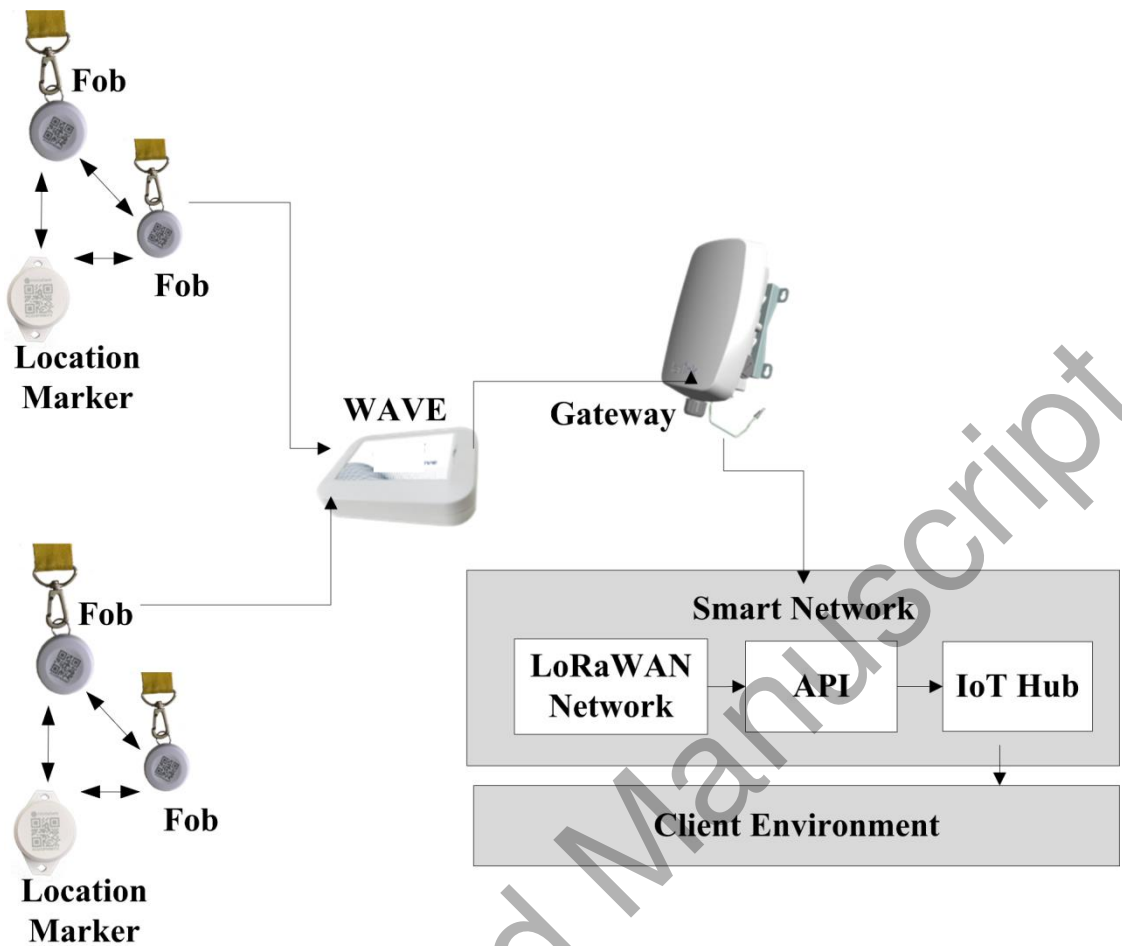 Fob
Fob
Location
Marker
WAVE
Gateway
Fob
Fob
Location
Marker
Smart Network
LoRaWAN
Network
API
IoT Hub
Client Environment
d Manuscript